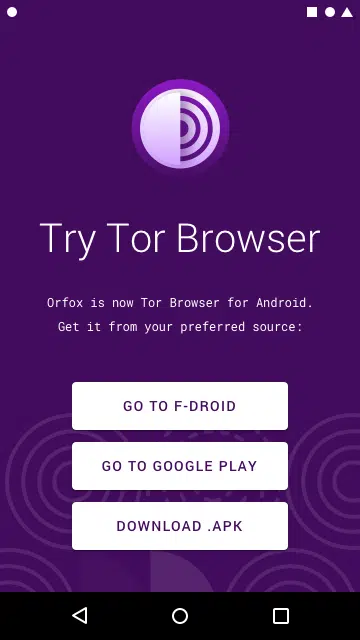 Try Tor Browser
Orfox is now Tor Browser for Android.
Get it from your preferred source:
GO TO F-DROID
GO TO GOOGLE PLAY
DOWNLOAD .APK